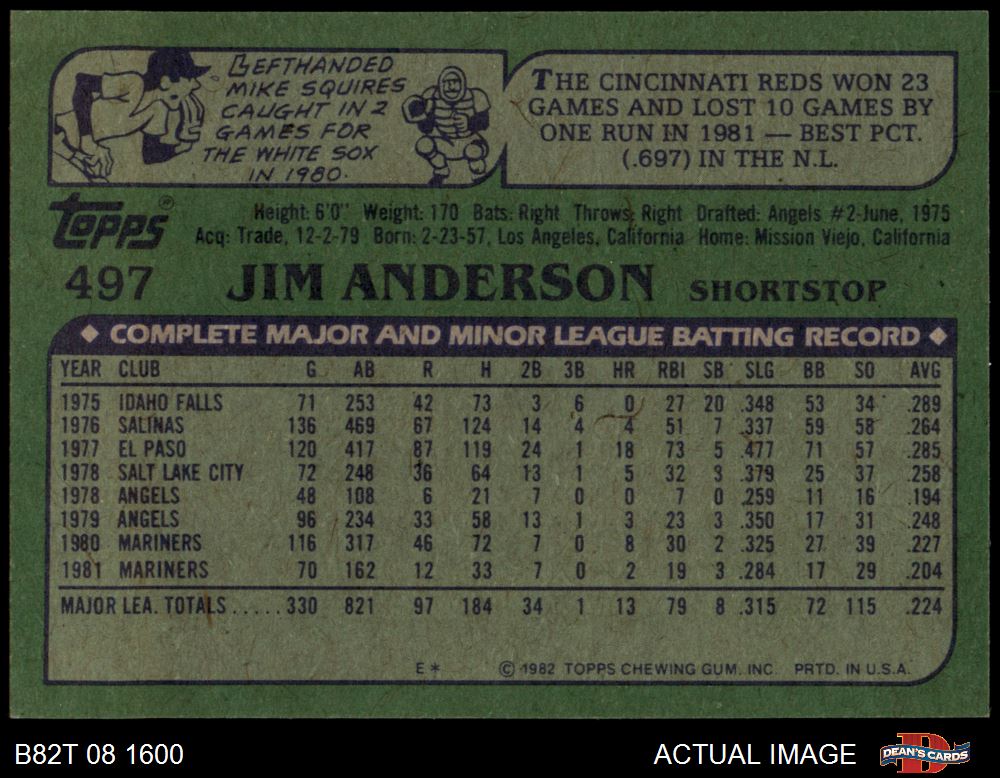 LEFTHANDED
MIKE SQUIRES
CAUGHT IN 2
GAMES FOR
THE WHITE SOX
IN 1980.
THE CINCINNATI REDS WON 23
GAMES AND LOST 10 GAMES BY
ONE RUN IN 1981 — BEST PCT.
(.697) IN THE N.L.
TOPPS®
Height: 6'0" Weight: 170 Bats: Right Throws: Right Drafted: Angels #2-June, 1975
Acq: Trade, 12-2-79 Born: 2-23-57, Los Angeles, California Home: Mission Viejo, California
497 JIM ANDERSON SHORTSTOP
◆ COMPLETE MAJOR AND MINOR LEAGUE BATTING RECORD ◆
YEAR CLUB G AB R H 2B 3B HR RBI SB SLG BB SO AVG
1975 IDAHO FALLS 71 253 42 73 3 6 0 27 20 .348 53 34 .289
1976 SALINAS 136 469 67 124 14 4 4 51 7 .337 59 58 .264
1977 EL PASO 120 417 87 119 24 1 18 73 5 .477 71 57 .285
1978 SALT LAKE CITY 72 248 36 64 13 1 5 32 3 .379 25 37 .258
1978 ANGELS 48 108 6 21 7 0 0 7 0 .259 11 16 .194
1979 ANGELS 96 234 33 58 13 1 3 23 3 .350 17 31 .248
1980 MARINERS 116 317 46 72 7 0 8 30 2 .325 27 39 .227
1981 MARINERS 70 162 12 33 7 0 2 19 3 .284 17 29 .204
MAJOR LEA. TOTALS.....330 821 97 184 34 1 13 79 8 .315 72 115 .224
E* © 1982 TOPPS CHEWING GUM, INC. PRTD. IN U.S.A.
B82T 08 1600 ACTUAL IMAGE D DEAN'S CARDS